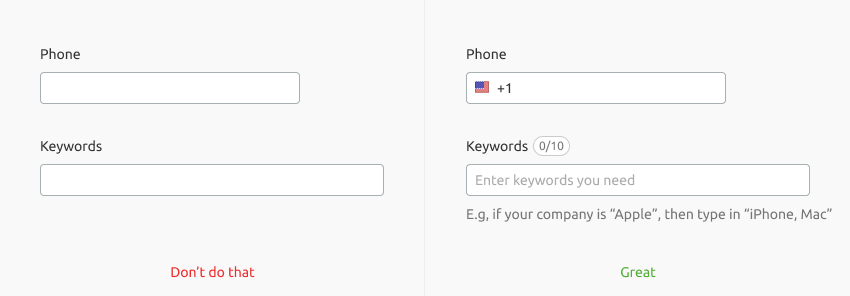 Phone
Keywords
Don’t do that
Phone
+1
Keywords 0/10
Enter keywords you need
E.g, if your company is “Apple”, then type in “iPhone, Mac”
Great